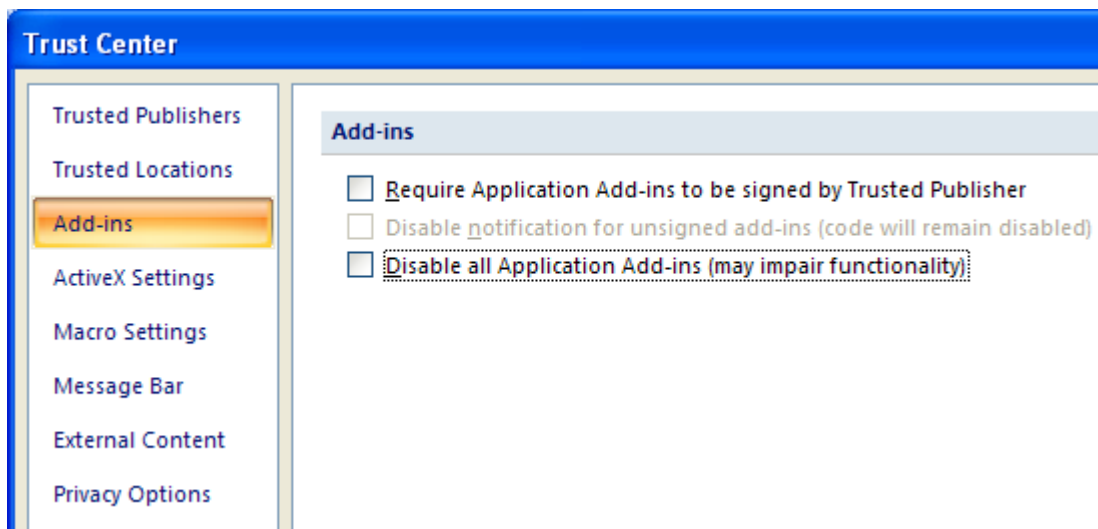 Trust Center
Trusted Publishers
Trusted Locations
Add-ins
ActiveX Settings
Macro Settings
Message Bar
External Content
Privacy Options
Add-ins
Require Application Add-ins to be signed by Trusted Publisher
Disable notification for unsigned add-ins (code will remain disabled)
Disable all Application Add-ins (may impair functionality)